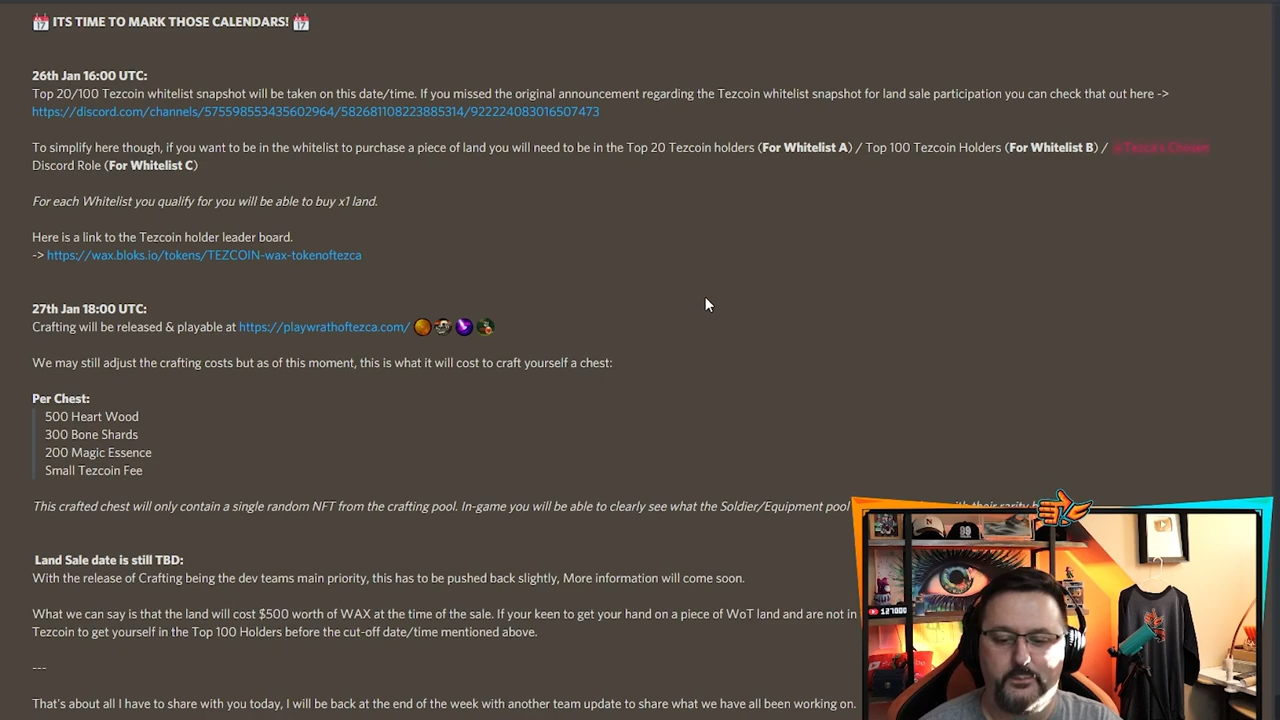 ITS TIME TO MARK THOSE CALENDARS!
26th Jan 16:00 UTC:
Top 20/100 Tezcoin whitelist snapshot will be taken on this date/time. If you missed the original announcement regarding the Tezcoin whitelist snapshot for land sale participation you can check that out here ->
https://discord.com/channels/575598553435602964/582681108223885314/922224083016507473
To simplify here though, if you want to be in the whitelist to purchase a piece of land you will need to be in the Top 20 Tezcoin holders (For Whitelist A) / Top 100 Tezcoin Holders (For Whitelist B) / Tezca's Chosen
Discord Role (For Whitelist C)
For each Whitelist you qualify for you will be able to buy x1 land.
Here is a link to the Tezcoin holder leader board.
-> https://wax.bloks.io/tokens/TEZCOIN-wax-tokenoftezca
27th Jan 18:00 UTC:
Crafting will be released & playable at https://playwrathoftezca.com/
We may still adjust the crafting costs but as of this moment, this is what it will cost to craft yourself a chest:
Per Chest:
500 Heart Wood
300 Bone Shards
200 Magic Essence
Small Tezcoin Fee
This crafted chest will only contain a single random NFT from the crafting pool. In-game you will be able to clearly see what the Soldier/Equipment pool
Land Sale date is still TBD:
With the release of Crafting being the dev teams main priority, this has to be pushed back slightly, More information will come soon.
What we can say is that the land will cost $500 worth of WAX at the time of the sale. If your keen to get your hand on a piece of WoT land and are not in
Tezcoin to get yourself in the Top 100 Holders before the cut-off date/time mentioned above.
---
That's about all I have to share with you today, I will be back at the end of the week with another team update to share what we have all been working on.